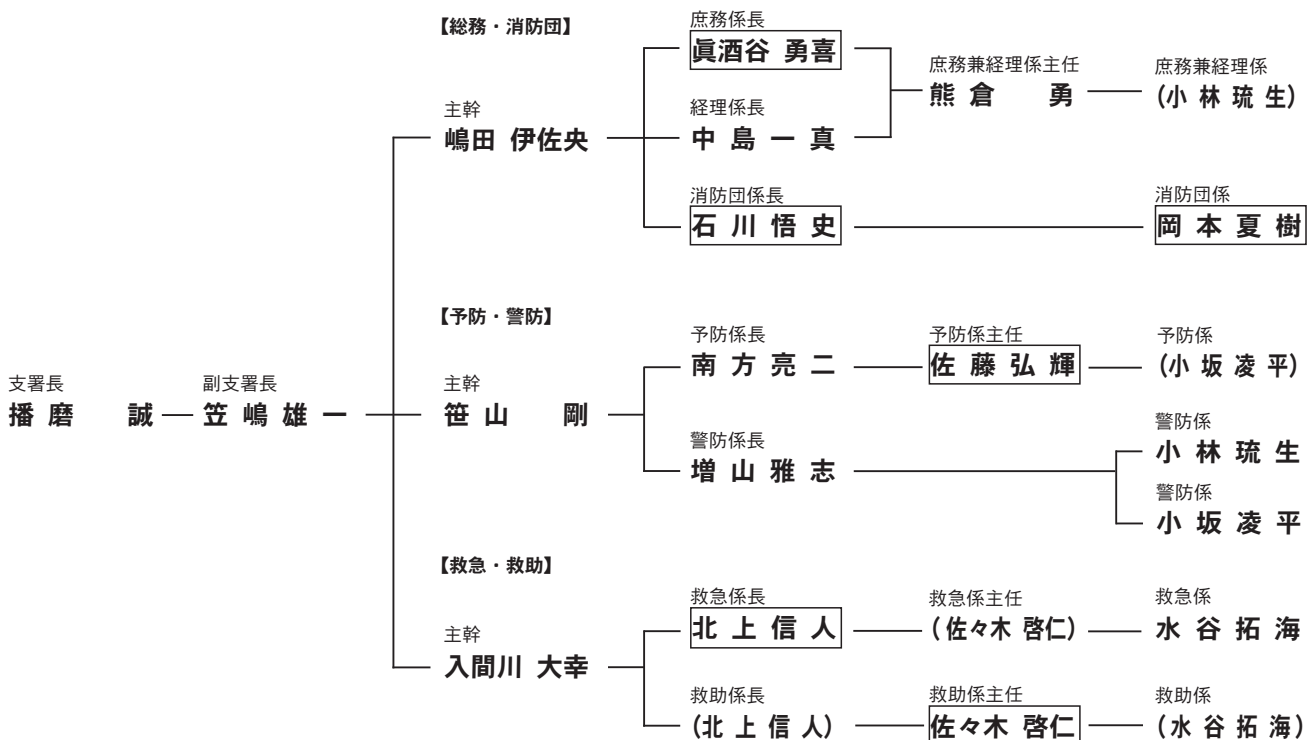 支署長
播磨　誠
副支署長
笠嶋雄一
【総務・消防団】
主幹
嶋田 伊佐央
庶務係長
眞酒谷 勇喜
経理係長
中島一真
庶務兼経理係主任
熊倉　勇
庶務兼経理係
(小林琉生)
消防団係長
石川悟史
消防団係
岡本夏樹
【予防・警防】
主幹
笹山　剛
予防係長
南方亮二
予防係主任
佐藤弘輝
予防係
(小坂凌平)
警防係長
増山雅志
警防係
小林琉生
警防係
小坂凌平
【救急・救助】
主幹
入間川 大幸
救急係長
北上信人
救急係主任
(佐々木 啓仁)
救急係
水谷拓海
救助係長
(北上信人)
救助係主任
佐々木 啓仁
救助係
(水谷拓海)